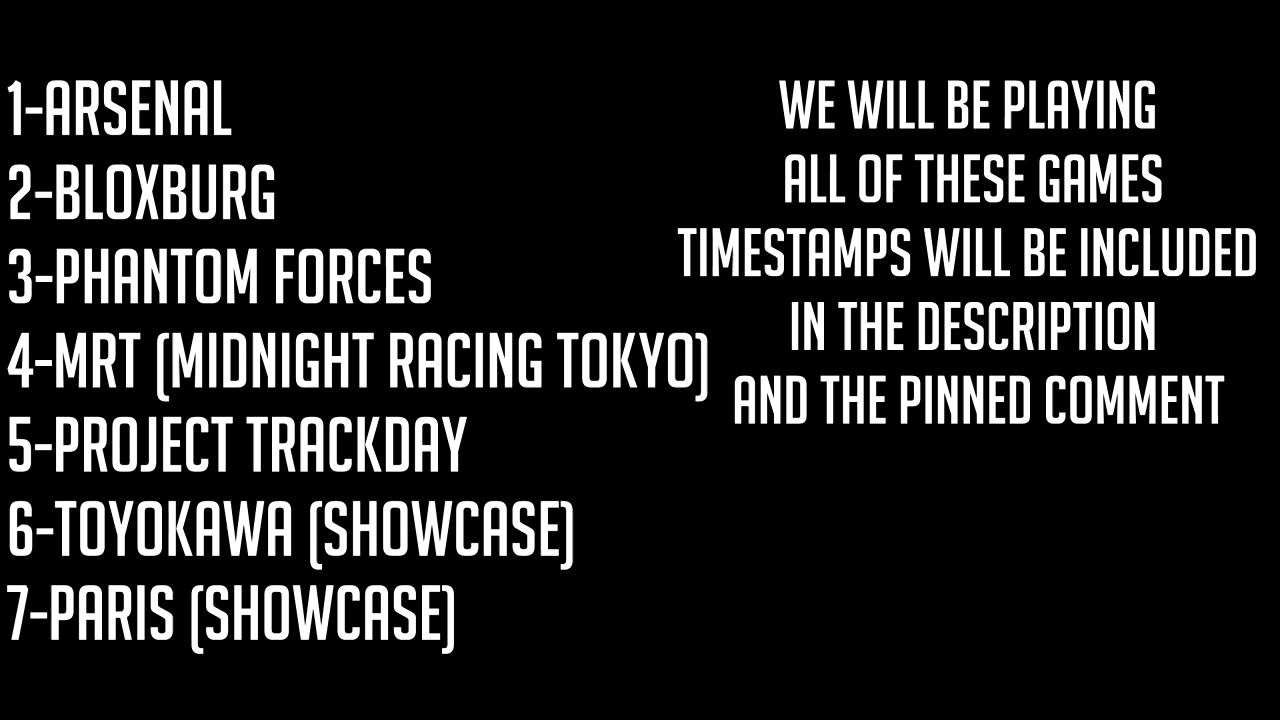 1-ARSENAL
2-BLOXBURG
3-PHANTOM FORCES
4-MRT (MIDNIGHT RACING TOKYO)
5-PROJECT TRACKDAY
6-TOYOKAWA (SHOWCASE)
7-PARIS (SHOWCASE)
WE WILL BE PLAYING
ALL OF THESE GAMES
TIMESTAMPS WILL BE INCLUDED
IN THE DESCRIPTION
AND THE PINNED COMMENT